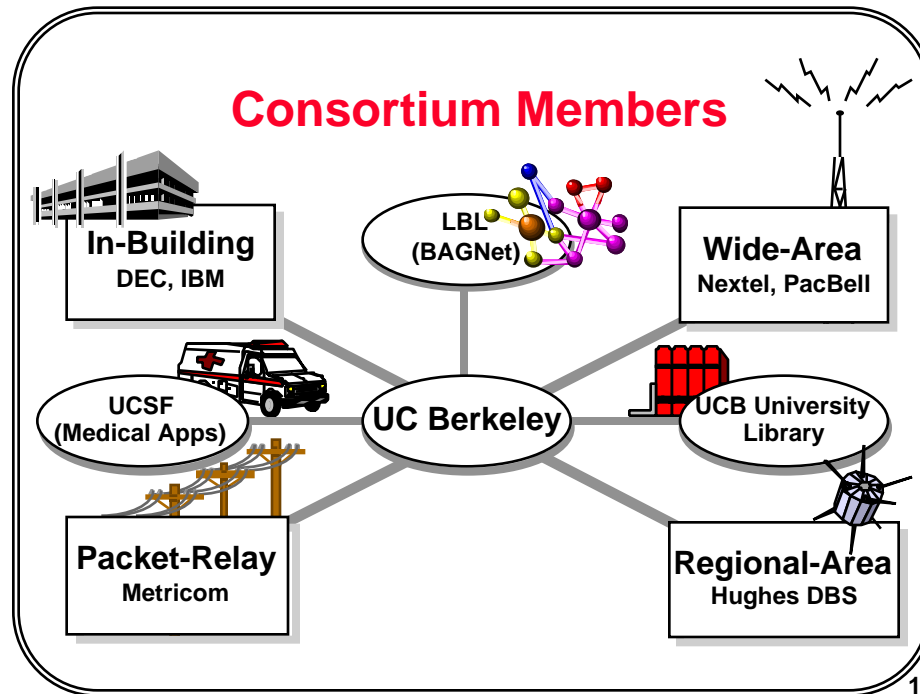 Consortium Members
In-Building
DEC, IBM
LBL
(BAGNet)
Wide-Area
Nextel, PacBell
UCSF
(Medical Apps)
UC Berkeley
UCB University
Library
Packet-Relay
Metricom
Regional-Area
Hughes DBS
1